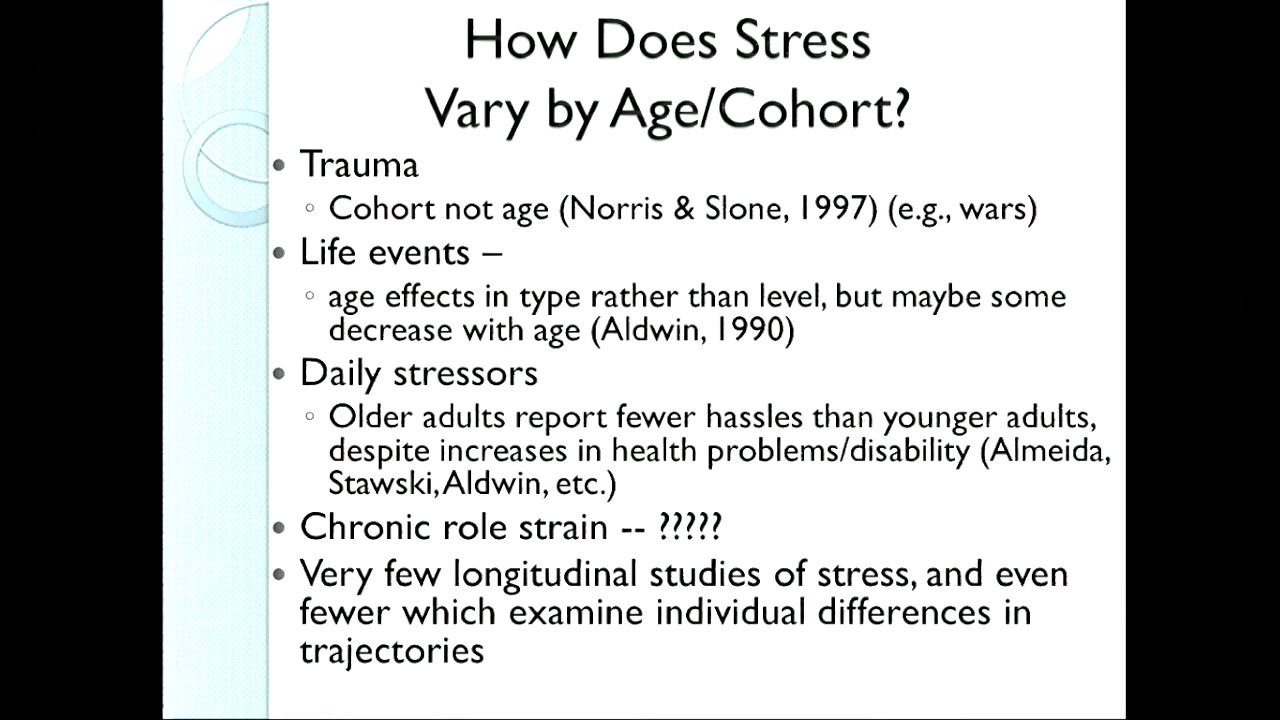 How Does Stress
Vary by Age/Cohort?
• Trauma
◦ Cohort not age (Norris & Slone, 1997) (e.g., wars)
• Life events –
◦ age effects in type rather than level, but maybe some
decrease with age (Aldwin, 1990)
• Daily stressors
◦ Older adults report fewer hassles than younger adults,
despite increases in health problems/disability (Almeida,
Stawski, Aldwin, etc.)
• Chronic role strain -- ?????
• Very few longitudinal studies of stress, and even
fewer which examine individual differences in
trajectories